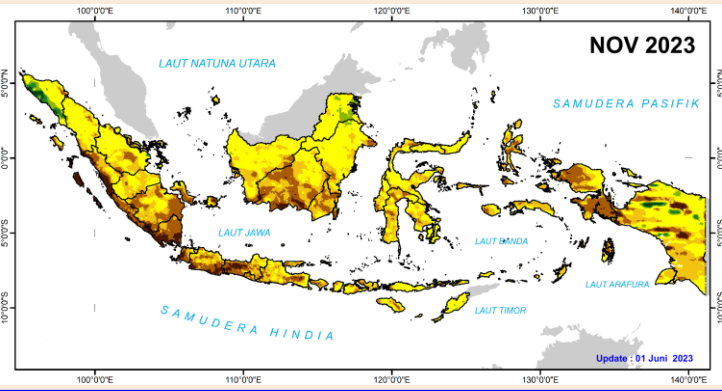 100°0'0"E 110°0'0"E 120°0'0"E 130°0'0"E 140°0'0"E
NOV 2023
LAUT NATUNA UTARA
5°0'0"N 5°0'0"N
SAMUDERA PASIFIK
0°0'0" 0°0'0"
LAUT JAWA
5°0'0"S 5°0'0"S
LAUT BANDA
LAUT ARAFURA
10°0'0"S 10°0'0"S
LAUT TIMOR
SAMUDERA HINDIA
Update : 01 Juni 2023
100°0'0"E 110°0'0"E 120°0'0"E 130°0'0"E 140°0'0"E